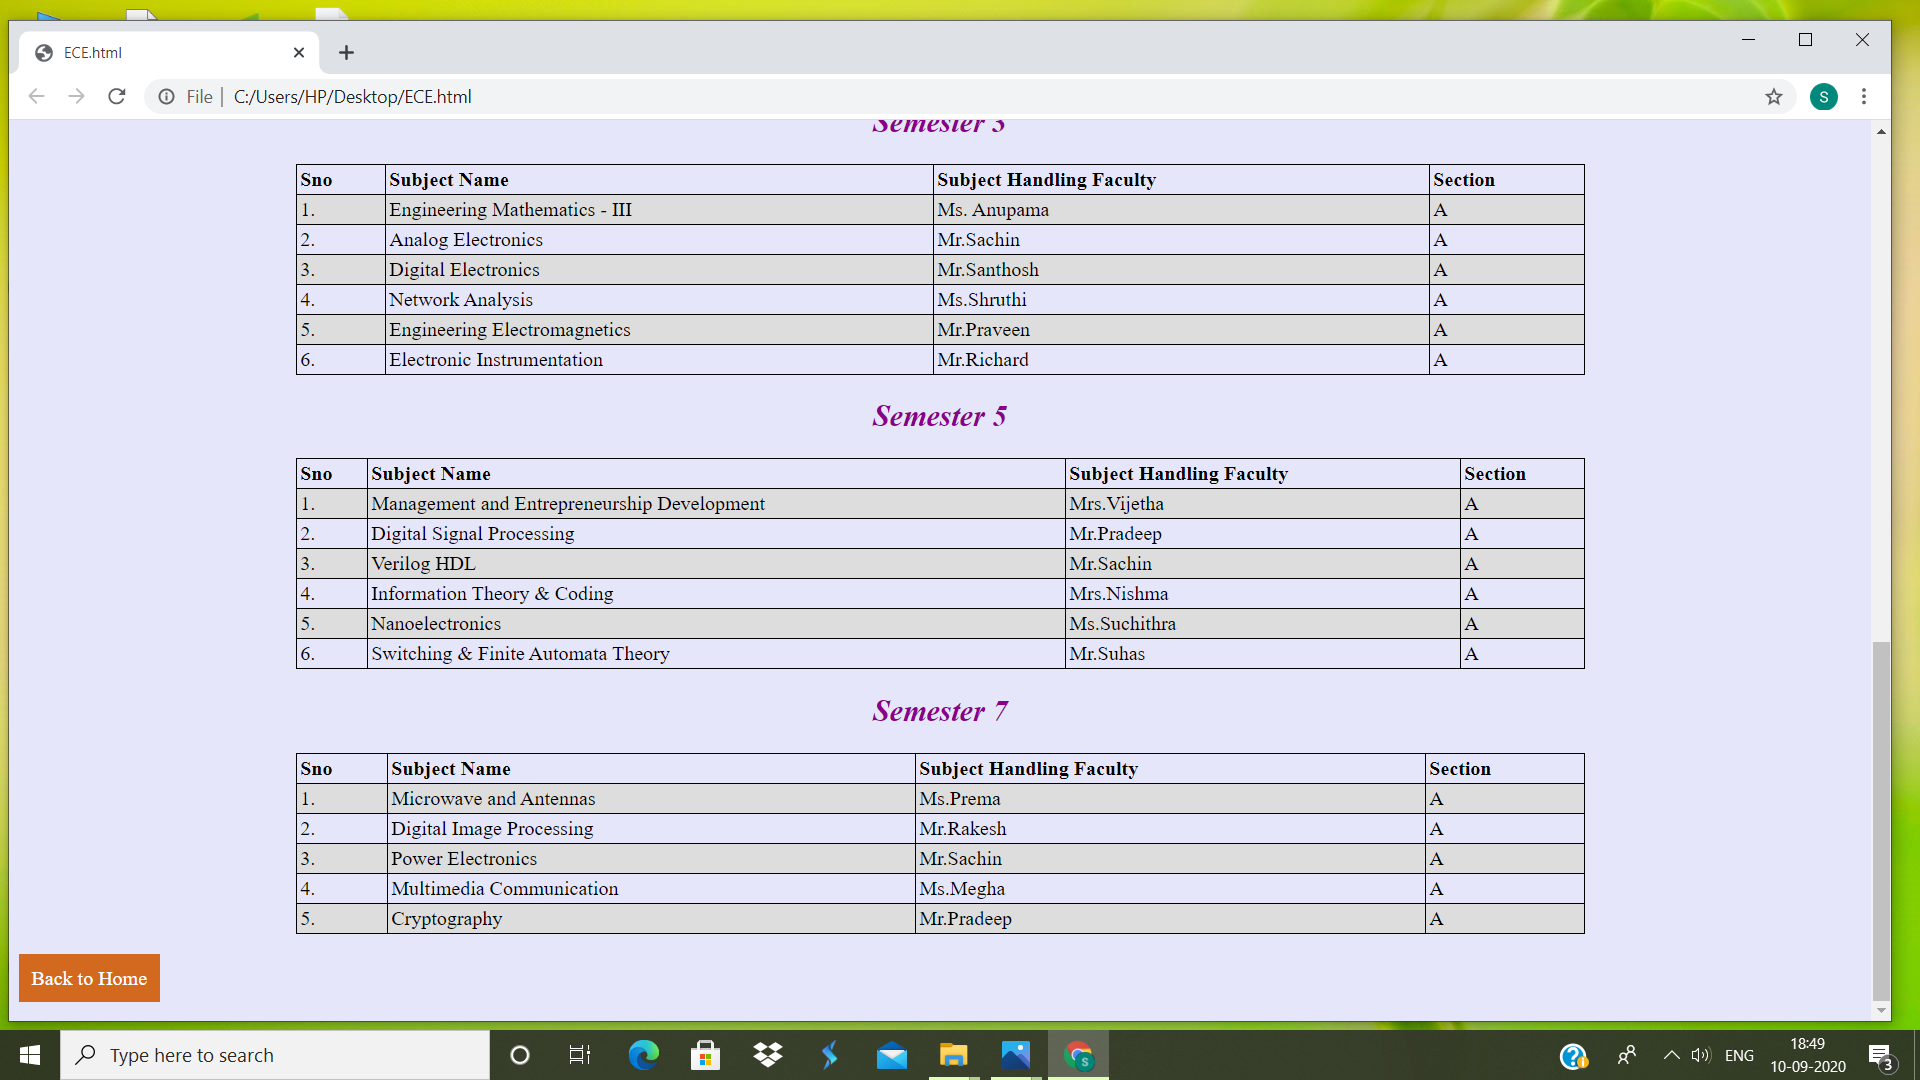 ECE.html
File | C:/Users/HP/Desktop/ECE.html
S
Semester 3
Sno Subject Name Subject Handling Faculty Section
1. Engineering Mathematics - III Ms. Anupama A
2. Analog Electronics Mr.Sachin A
3. Digital Electronics Mr.Santhosh A
4. Network Analysis Ms.Shruthi A
5. Engineering Electromagnetics Mr.Praveen A
6. Electronic Instrumentation Mr.Richard A
Semester 5
Sno Subject Name Subject Handling Faculty Section
1. Management and Entrepreneurship Development Mrs.Vijetha A
2. Digital Signal Processing Mr.Pradeep A
3. Verilog HDL Mr.Sachin A
4. Information Theory & Coding Mrs.Nishma A
5. Nanoelectronics Ms.Suchithra A
6. Switching & Finite Automata Theory Mr.Suhas A
Semester 7
Sno Subject Name Subject Handling Faculty Section
1. Microwave and Antennas Ms.Prema A
2. Digital Image Processing Mr.Rakesh A
3. Power Electronics Mr.Sachin A
4. Multimedia Communication Ms.Megha A
5. Cryptography Mr.Pradeep A
Back to Home
Type here to search
S
ENG
18:49
10-09-2020
3